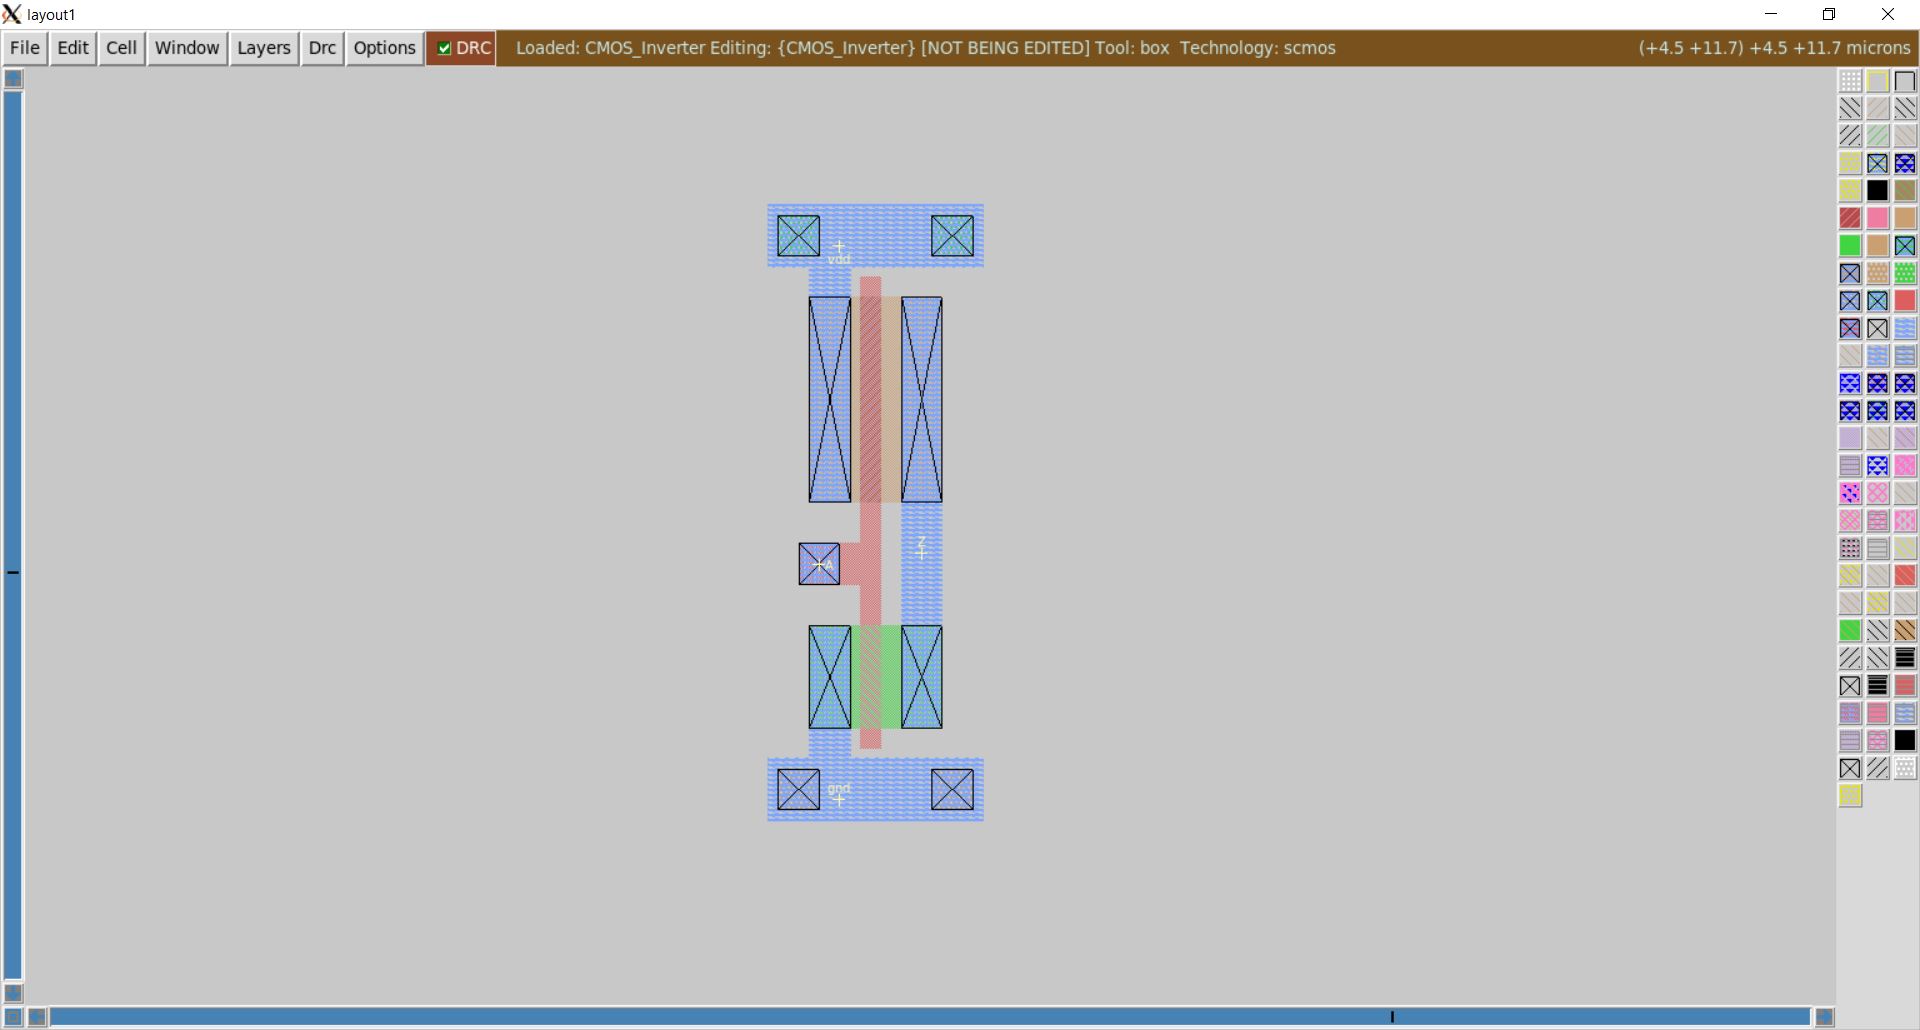 layout1
File Edit Cell Window Layers Drc Options DRC Loaded: CMOS_Inverter Editing: {CMOS_Inverter} [NOT BEING EDITED] Tool: box Technology: scmos (+4.5 +11.7) +4.5 +11.7 microns
vdd
Z
A
gnd